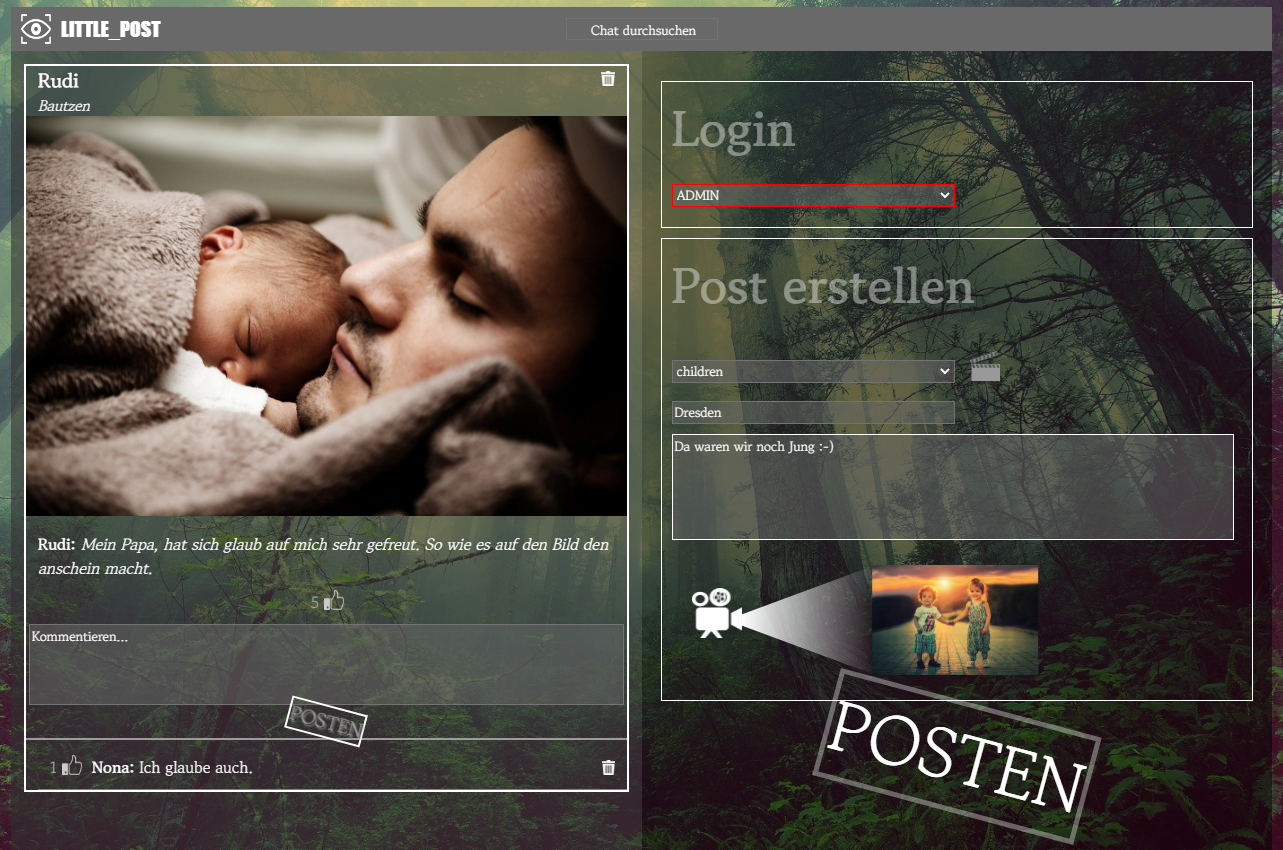 LITTLE_POST
Chat durchsuchen
Rudi
Bautzen
Rudi: Mein Papa, hat sich glaub auf mich sehr gefreut. So wie es auf den Bild den
anschein macht.
5
Kommentieren...
POSTEN
1 Nona: Ich glaube auch.
Login
ADMIN
Post erstellen
children
Dresden
Da waren wir noch Jung :-)
POSTEN